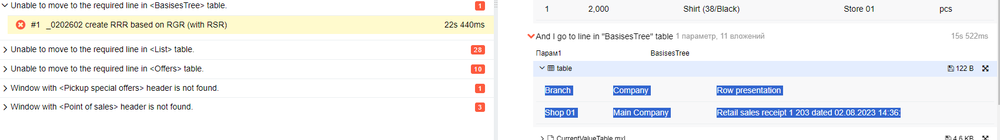 Unable to move to the required line in <BasisesTree> table. 1
#1 _0202602 create RRR based on RGR (with RSR) 22s 440ms
Unable to move to the required line in <List> table. 28
Unable to move to the required line in <Offers> table. 10
Window with <Pickup special offers> header is not found. 1
Window with <Point of sales> header is not found. 3
1 2,000 Shirt (38/Black) Store 01 pcs
And I go to line in "BasisesTree" table 1 параметр, 11 вложений 15s 522ms
Парам1 BasisesTree
table 122 B
Branch Company Row presentation
Shop 01 Main Company Retail sales receipt 1 203 dated 02.08.2023 14:36:
CurrentValueTable.mxl 4.6 KB